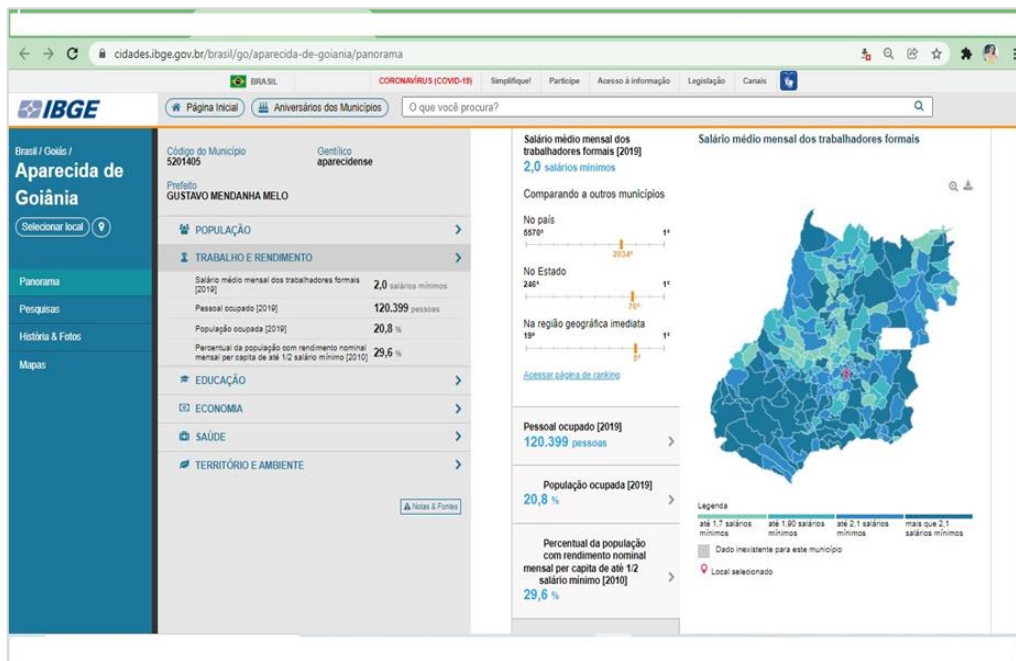 cidades.ibge.gov.br/brasil/go/aparecida-de-goiania/panorama
BRASIL
CORONAVÍRUS (COVID-19)
Simplifique!
Participe
Acesso à informação
Legislação
Canais
IBGE
Página Inicial
Aniversários dos Municípios
O que você procura?
Brasil / Goiás /
Aparecida de
Goiânia
Selecionar local
Panorama
Pesquisas
História & Fotos
Mapas
Código do Município
5201405
Gentílico
aparecidense
Prefeito
GUSTAVO MENDANHA MELO
POPULAÇÃO
TRABALHO E RENDIMENTO
Salário médio mensal dos trabalhadores formais
[2019]
2,0 salários mínimos
Pessoal ocupado [2019]
120.399 pessoas
População ocupada [2019]
20,8 %
Percentual da população com rendimento nominal
mensal per capita de até 1/2 salário mínimo [2010]
29,6 %
EDUCAÇÃO
ECONOMIA
SAÚDE
TERRITÓRIO E AMBIENTE
Notas & Fontes
Salário médio mensal dos
trabalhadores formais [2019]
2,0 salários mínimos
Comparando a outros municípios
No país
5570º 1º
2034º
No Estado
246º 1º
76º
Na região geográfica imediata
19º 1º
5º
Acessar página de ranking
Pessoal ocupado [2019]
120.399 pessoas
População ocupada [2019]
20,8 %
Percentual da população
com rendimento nominal
mensal per capita de até 1/2
salário mínimo [2010]
29,6 %
Salário médio mensal dos trabalhadores formais
Legenda
até 1,7 salários
mínimos
até 1,90 salários
mínimos
até 2,1 salários
mínimos
mais que 2,1
salários mínimos
Dado inexistente para este município
Local selecionado